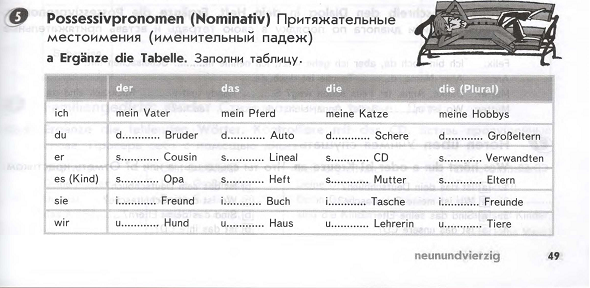 5 Possessivpronomen (Nominativ) Притяжательные
местоимения (именительный падеж)
a Ergänze die Tabelle. Заполни таблицу.
der das die die (Plural)
ich mein Vater mein Pferd meine Katze meine Hobbys
du d............ Bruder d............ Auto d............ Schere d............ Großeltern
er s............ Cousin s............ Lineal s............ CD s............ Verwandten
es (Kind) s............ Opa s............ Heft s............ Mutter s............ Eltern
sie i............ Freund i............ Buch i............ Tasche i............ Freunde
wir u............ Hund u............ Haus u............ Lehrerin u............ Tiere
neunundvierzig 49